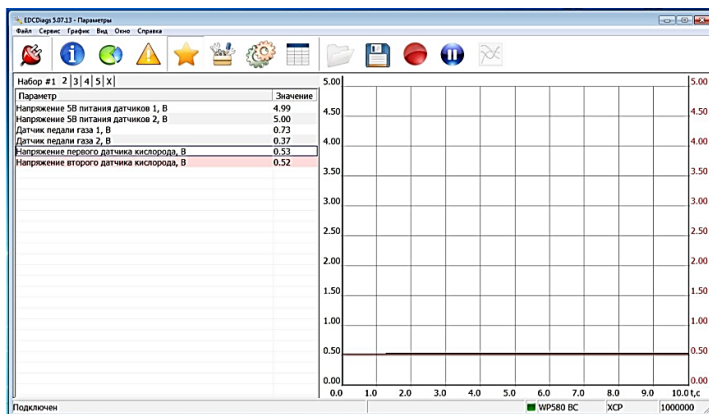 EDCDiags 5.07.13 - Параметры
Файл Сервис График Вид Окно Справка
Набор #1 2 3 4 5 X
Параметр Значение
Напряжение 5В питания датчиков 1, В 4.99
Напряжение 5В питания датчиков 2, В 5.00
Датчик педали газа 1, В 0.73
Датчик педали газа 2, В 0.37
Напряжение первого датчика кислорода, В 0.53
Напряжение второго датчика кислорода, В 0.52
5.00 5.00
4.50 4.50
4.00 4.00
3.50 3.50
3.00 3.00
2.50 2.50
2.00 2.00
1.50 1.50
1.00 1.00
0.50 0.50
0.00 0.00
0.0 1.0 2.0 3.0 4.0 5.0 6.0 7.0 8.0 9.0 10.0 t,c
Подключен WP580 BC XCP 1000000